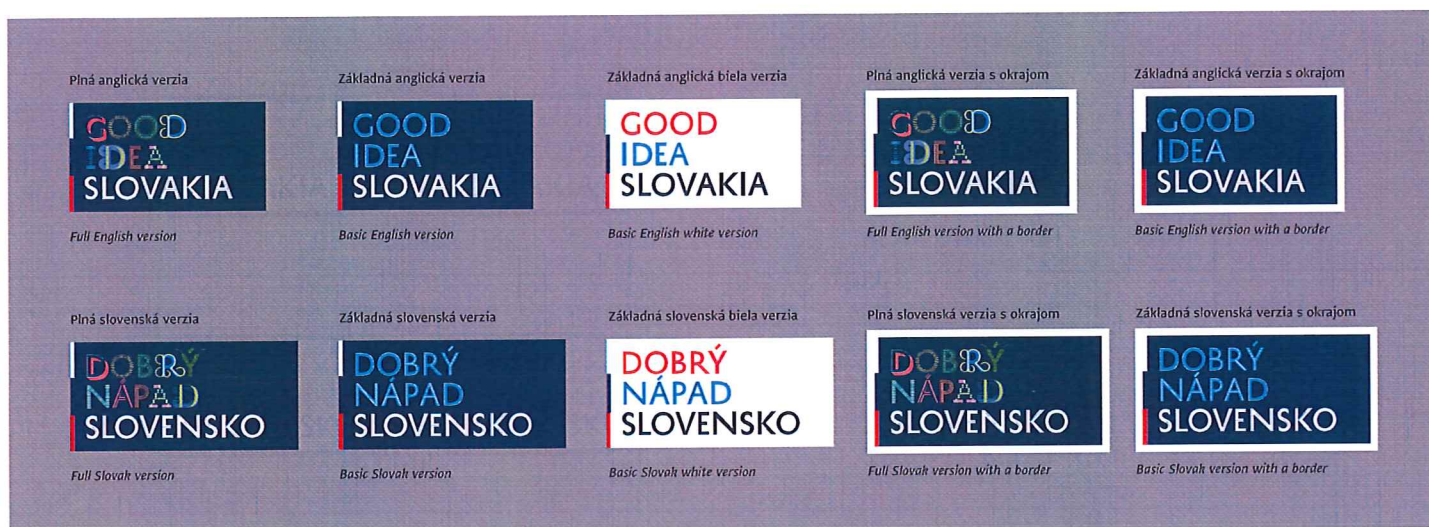 Plná anglická verzia
GOOD
IDEA
SLOVAKIA
Full English version
Základná anglická verzia
GOOD
IDEA
SLOVAKIA
Basic English version
Základná anglická biela verzia
GOOD
IDEA
SLOVAKIA
Basic English white version
Plná anglická verzia s okrajom
GOOD
IDEA
SLOVAKIA
Full English version with a border
Základná anglická verzia s okrajom
GOOD
IDEA
SLOVAKIA
Basic English version with a border
Plná slovenská verzia
DOBRÝ
NÁPAD
SLOVENSKO
Full Slovak version
Základná slovenská verzia
DOBRÝ
NÁPAD
SLOVENSKO
Basic Slovak version
Základná slovenská biela verzia
DOBRÝ
NÁPAD
SLOVENSKO
Basic Slovak white version
Plná slovenská verzia s okrajom
DOBRÝ
NÁPAD
SLOVENSKO
Full Slovak version with a border
Základná slovenská verzia s okrajom
DOBRÝ
NÁPAD
SLOVENSKO
Basic Slovak version with a border